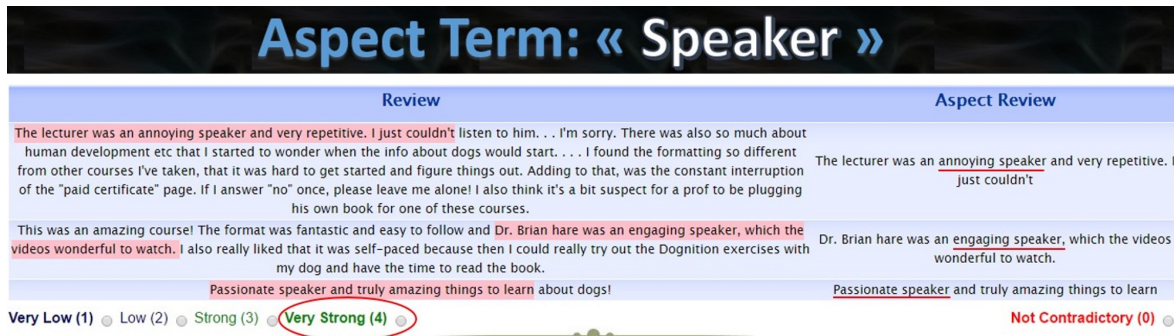 Aspect Term: « Speaker »
Review
Aspect Review
The lecturer was an annoying speaker and very repetitive. I just couldn't listen to him. . . I'm sorry. There was also so much about
human development etc that I started to wonder when the info about dogs would start. . . . I found the formatting so different
from other courses I've taken, that it was hard to get started and figure things out. Adding to that, was the constant interruption
of the "paid certificate" page. If I answer "no" once, please leave me alone! I also think it's a bit suspect for a prof to be plugging
his own book for one of these courses.
The lecturer was an annoying speaker and very repetitive. I
just couldn't
This was an amazing course! The format was fantastic and easy to follow and Dr. Brian hare was an engaging speaker, which the
videos wonderful to watch. I also really liked that it was self-paced because then I could really try out the Dognition exercises with
my dog and have the time to read the book.
Dr. Brian hare was an engaging speaker, which the videos
wonderful to watch.
Passionate speaker and truly amazing things to learn about dogs!
Passionate speaker and truly amazing things to learn
Very Low (1) Low (2) Strong (3) Very Strong (4) Not Contradictory (0)